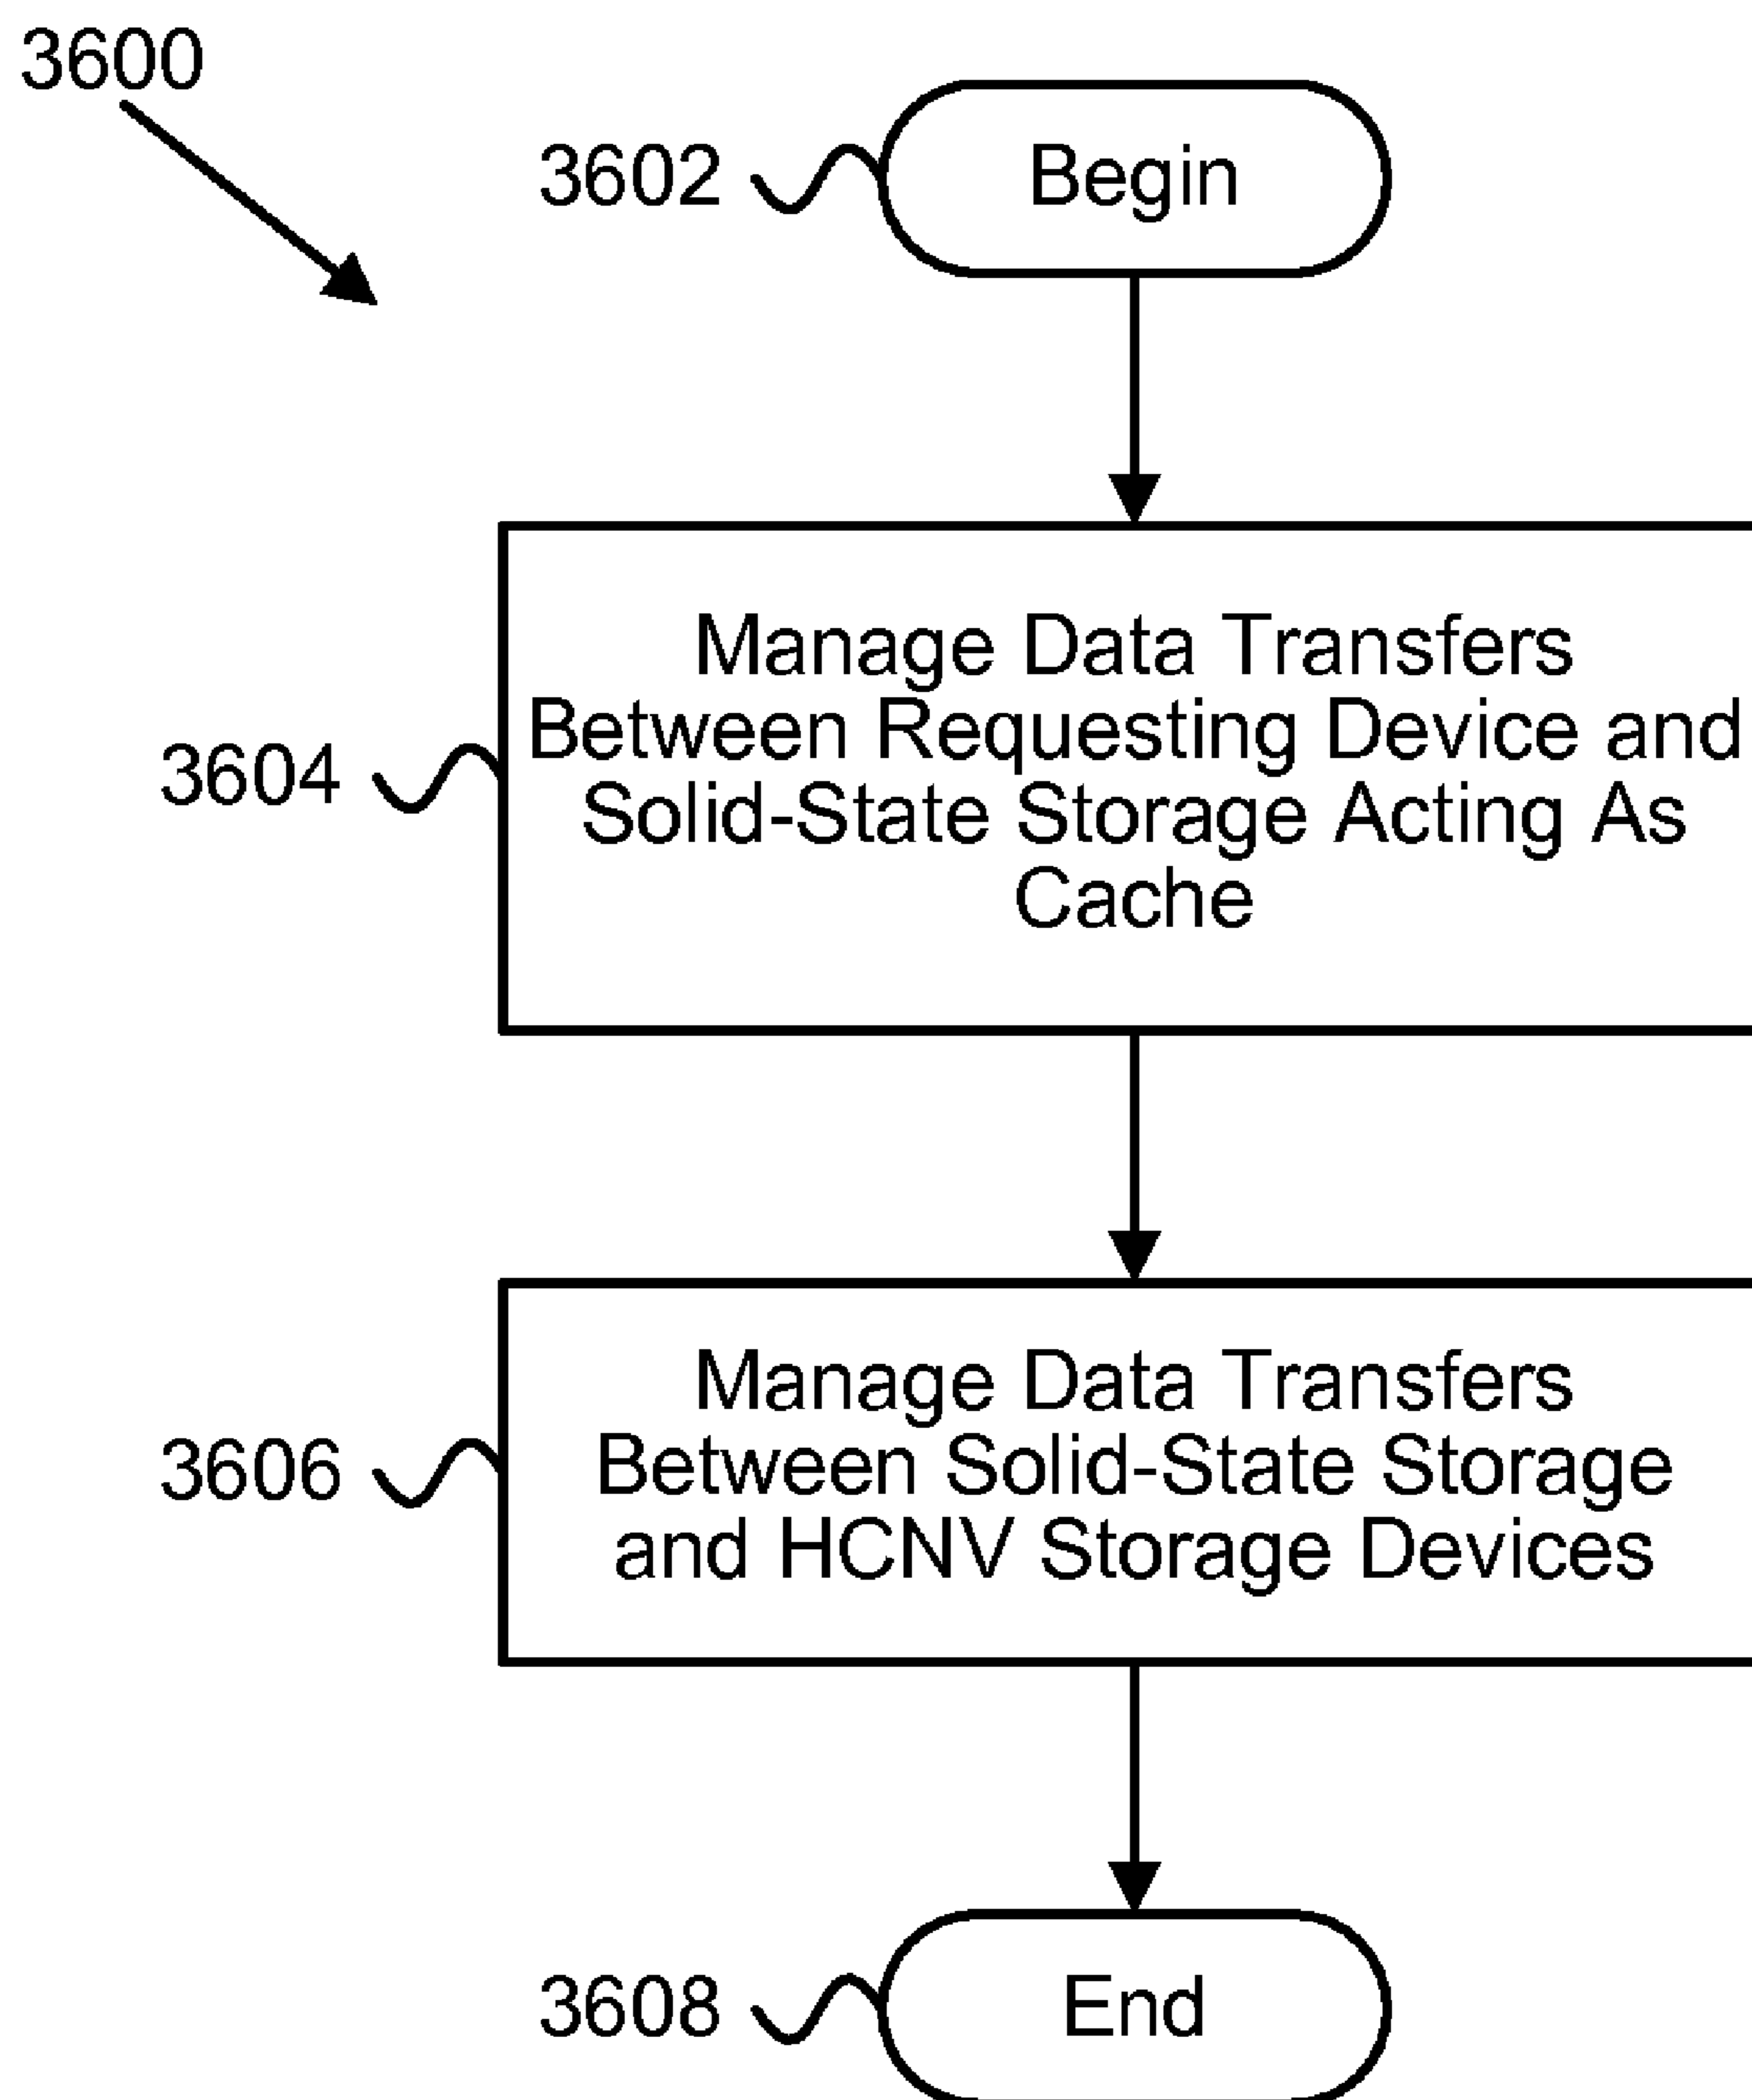 3600
3602
Begin
Manage Data Transfers
Between Requesting Device and
3604
Solid-State Storage Acting As
Cache
Manage Data Transfers
3606
Between Solid-State Storage
and HCNV Storage Devices
3608
End